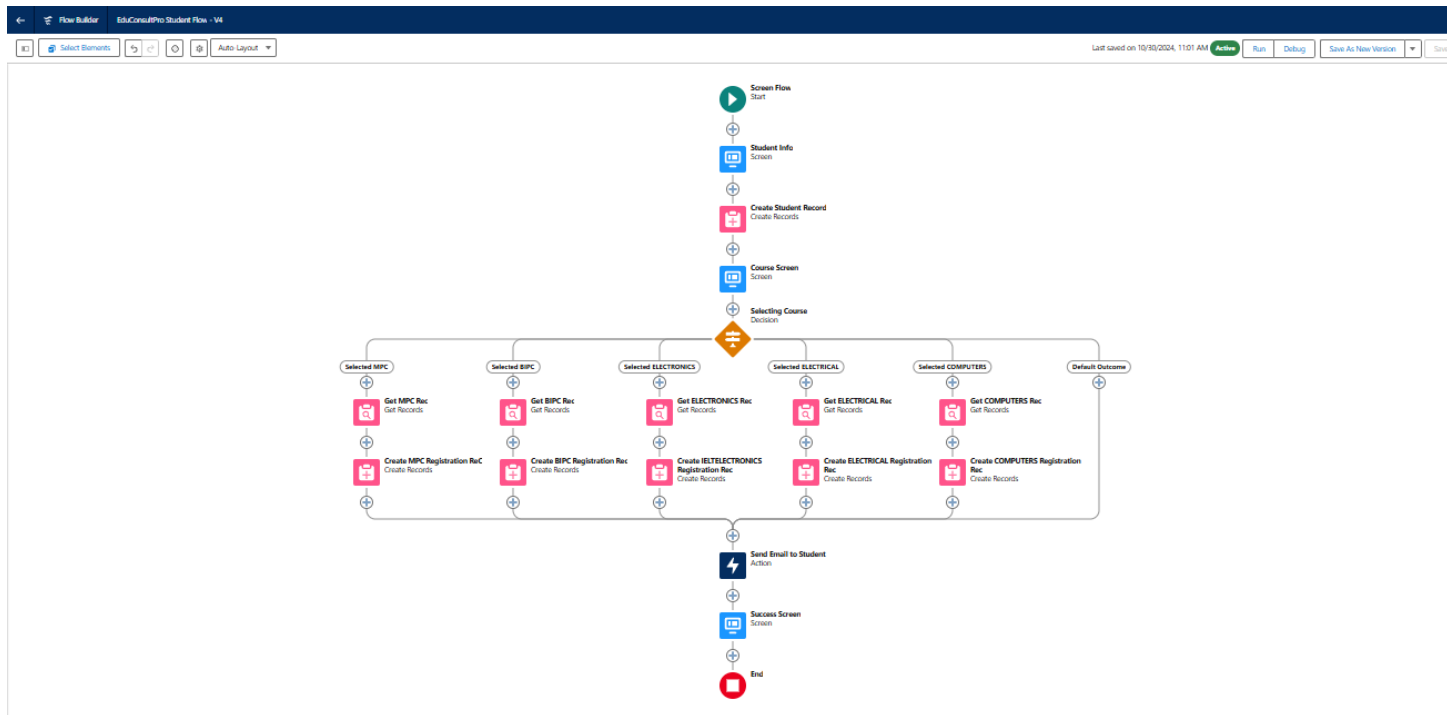 Flow Builder
EduConsultPro Student Flow - V4
Select Elements
Auto-Layout
Last saved on 10/30/2024, 11:01 AM
Active
Run
Debug
Save As New Version
Screen Flow
Start
Student Info
Screen
Create Student Record
Create Records
Course Screen
Screen
Selecting Course
Decision
Selected MPC
Selected BIPC
Selected ELECTRONICS
Selected ELECTRICAL
Selected COMPUTERS
Default Outcome
Get MPC Rec
Get Records
Get BIPC Rec
Get Records
Get ELECTRONICS Rec
Get Records
Get ELECTRICAL Rec
Get Records
Get COMPUTERS Rec
Get Records
Create MPC Registration ReC
Create Records
Create BIPC Registration Rec
Create Records
Create IELTELECTRONICS
Registration Rec
Create Records
Create ELECTRICAL Registration
Rec
Create Records
Create COMPUTERS Registration
Rec
Create Records
Send Email to Student
Action
Success Screen
Screen
End